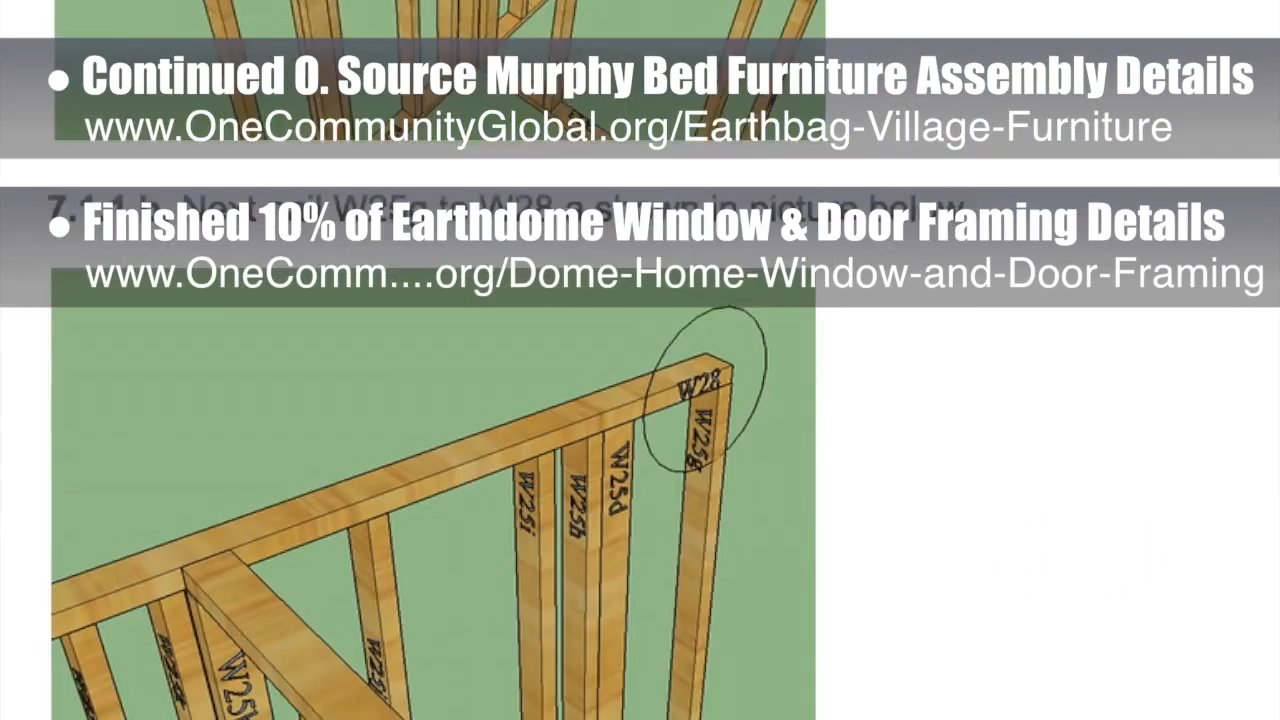 ● Continued O. Source Murphy Bed Furniture Assembly Details
www.OneCommunityGlobal.org/Earthbag-Village-Furniture
● Finished 10% of Earthdome Window & Door Framing Details
www.OneComm....org/Dome-Home-Window-and-Door-Framing
W28
W25g
W25d
W25h
W25i